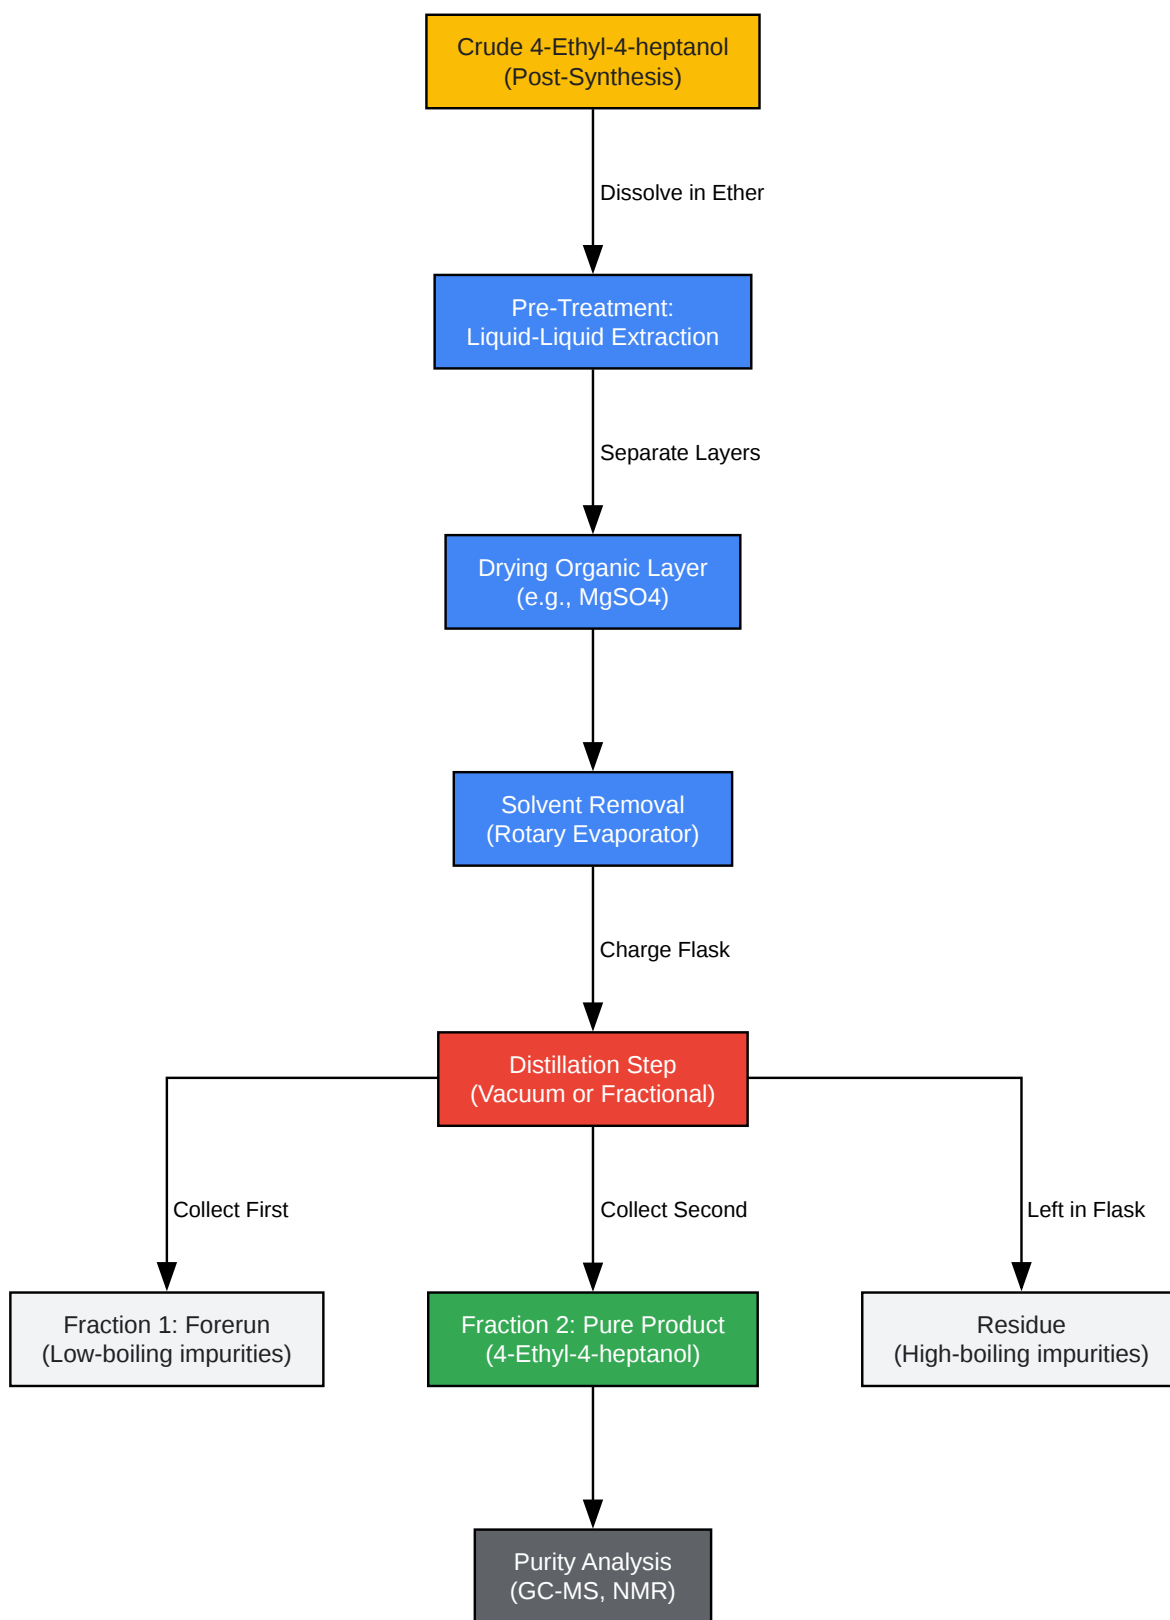 Crude 4-Ethyl-4-heptanol
(Post-Synthesis)
Dissolve in Ether
Pre-Treatment:
Liquid-Liquid Extraction
Separate Layers
Drying Organic Layer
(e.g., MgSO4)
Solvent Removal
(Rotary Evaporator)
Charge Flask
Distillation Step
(Vacuum or Fractional)
Collect First
Collect Second
Left in Flask
Fraction 1: Forerun
(Low-boiling impurities)
Fraction 2: Pure Product
(4-Ethyl-4-heptanol)
Residue
(High-boiling impurities)
Purity Analysis
(GC-MS, NMR)